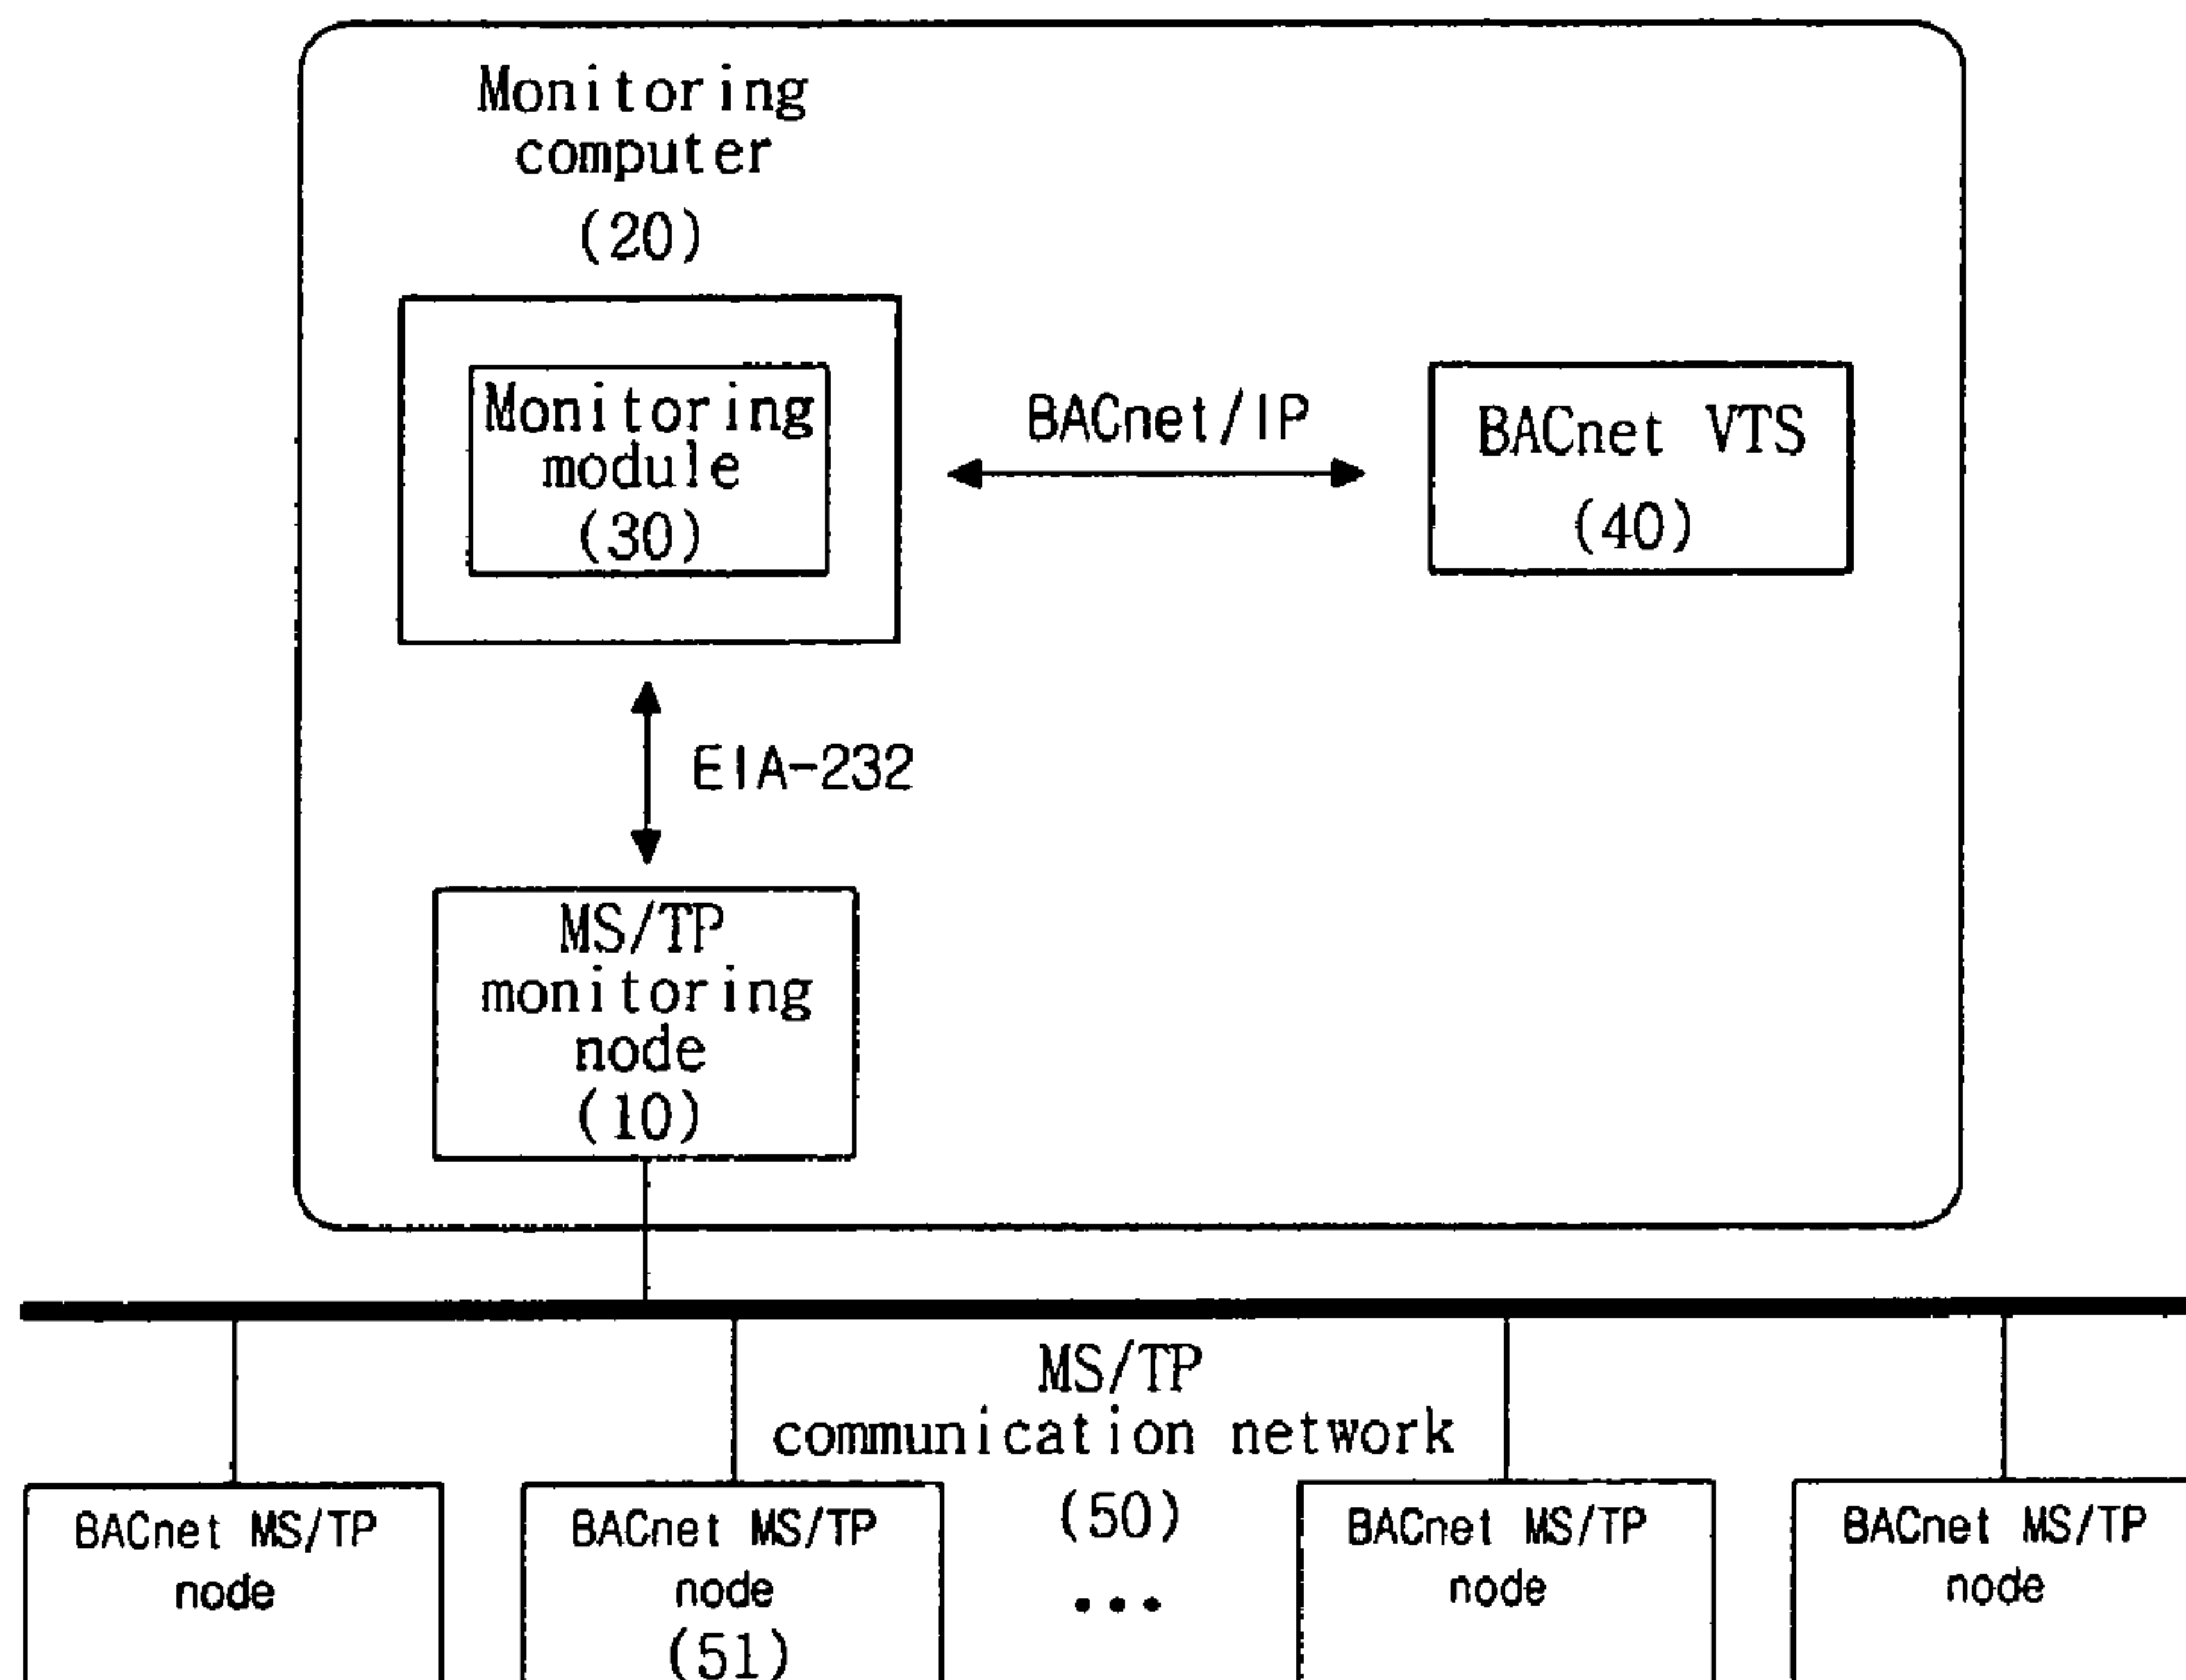 Monitoring
computer
(20)
Monitoring
module
(30)
BACnet/IP
BACnet VTS
(40)
EIA-232
MS/TP
monitoring
node
(10)
MS/TP
communication network
(50)
...
BACnet MS/TP
node
BACnet MS/TP
node
(51)
BACnet MS/TP
node
BACnet MS/TP
node